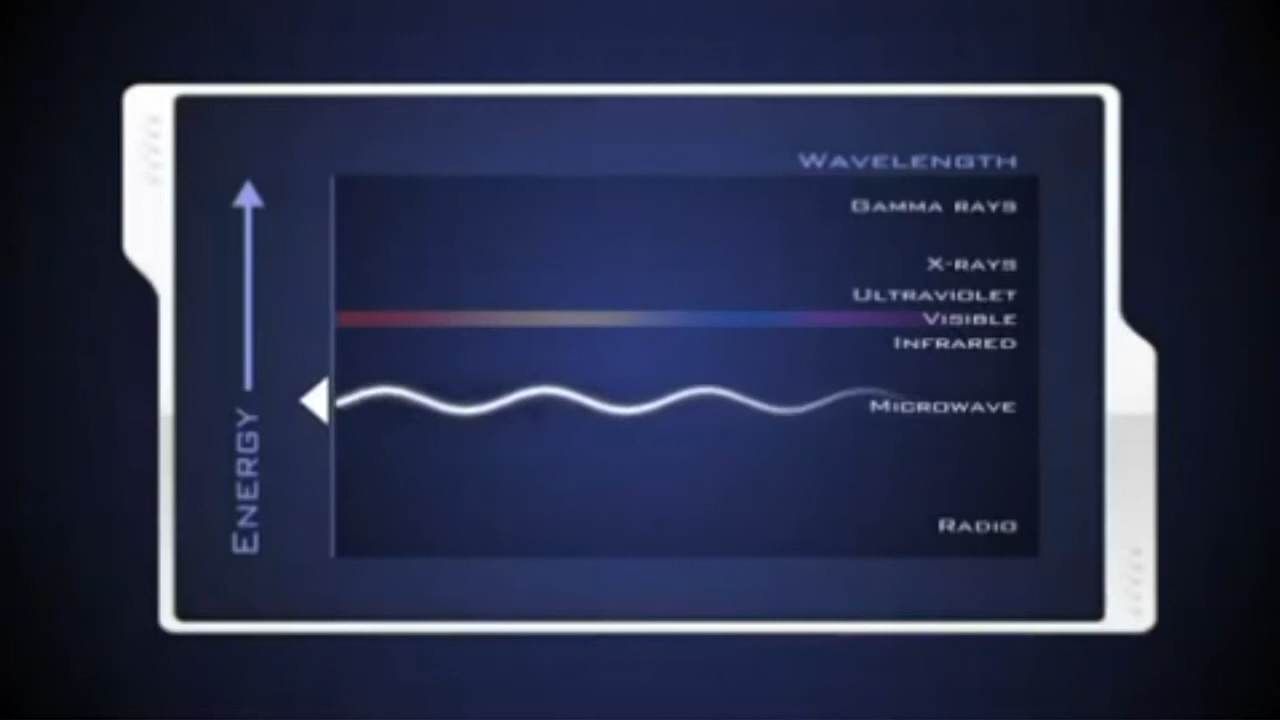 WAVELENGTH
GAMMA RAYS
X-RAYS
ULTRAVIOLET
VISIBLE
INFRARED
MICROWAVE
RADIO
ENERGY